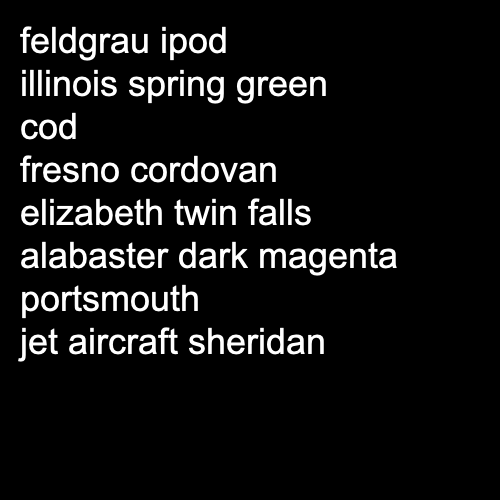 feldgrau ipod
illinois spring green
cod
fresno cordovan
elizabeth twin falls
alabaster dark magenta
portsmouth
jet aircraft sheridan